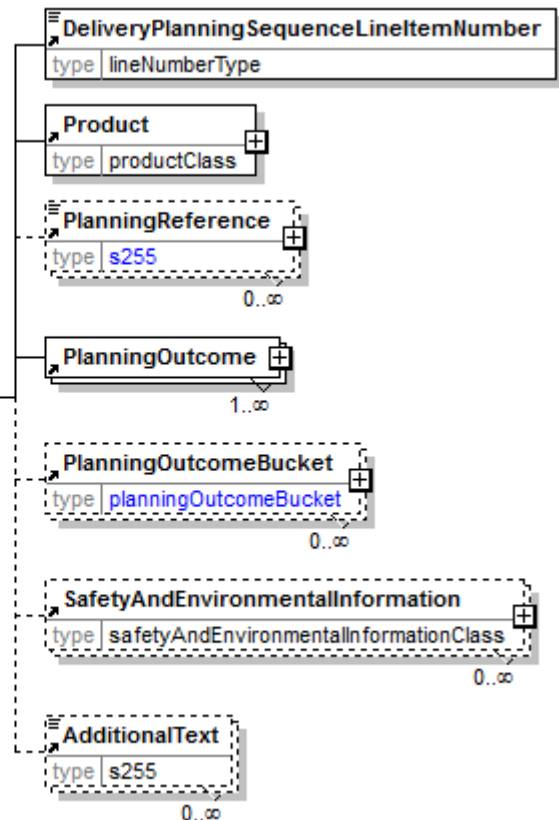 DeliveryPlanningSequenceLineItemNumber
type lineNumberType
Product
type productClass
PlanningReference
type s255
0..∞
PlanningOutcome
1..∞
PlanningOutcomeBucket
type planningOutcomeBucket
0..∞
SafetyAndEnvironmentalInformation
type safetyAndEnvironmentalInformationClass
0..∞
AdditionalText
type s255
0..∞